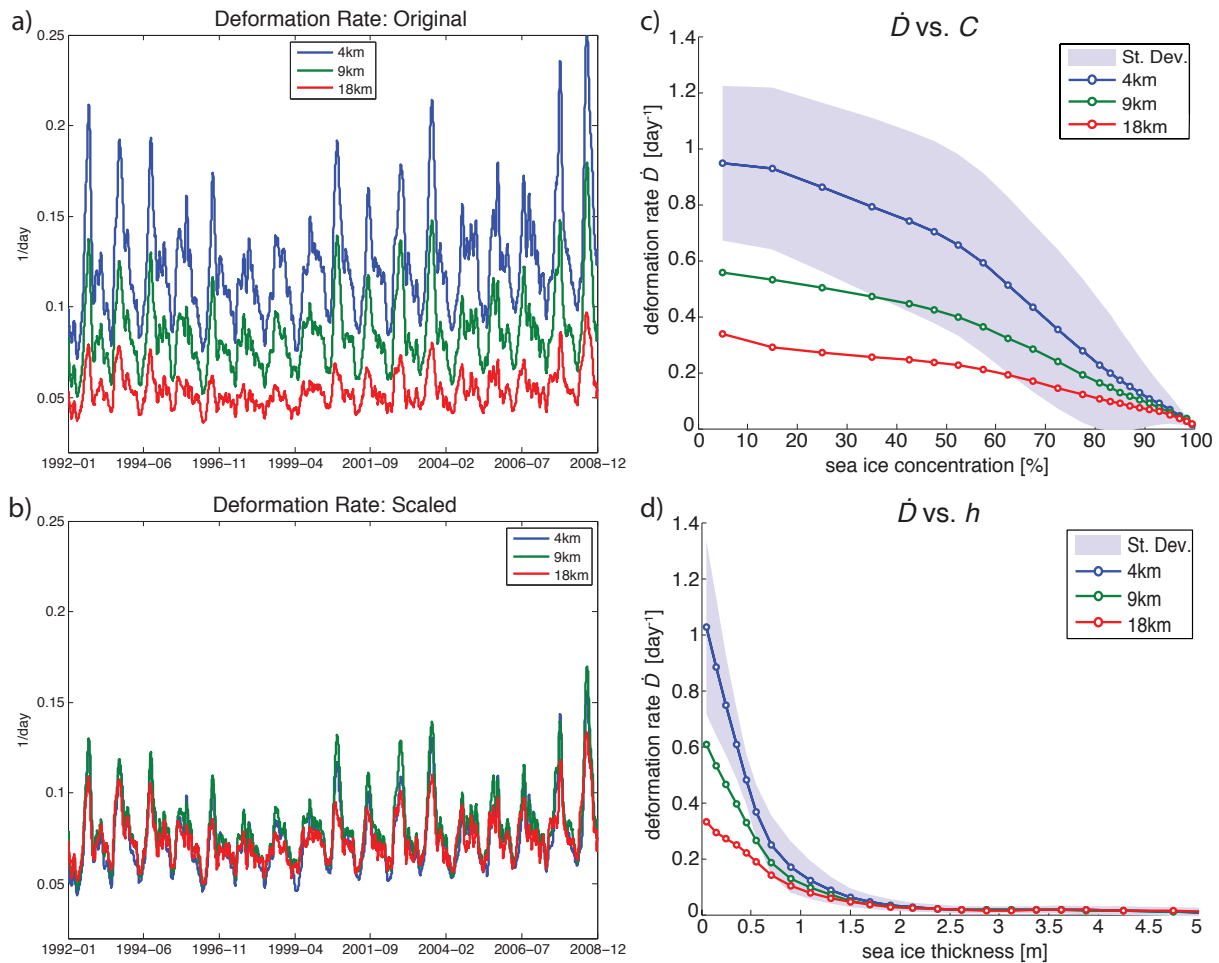 a)
Deformation Rate: Original
4km
9km
18km
0.25
0.2
0.15
0.1
0.05
1/day
1992−01 1994−06 1996−11 1999−04 2001−09 2004−02 2006−07 2008−12
b)
Deformation Rate: Scaled
4km
9km
18km
0.25
0.2
0.15
0.1
0.05
1/day
1992−01 1994−06 1996−11 1999−04 2001−09 2004−02 2006−07 2008−12
c)
Ḋ vs. C
St. Dev.
4km
9km
18km
1.4
1.2
1
0.8
0.6
0.4
0.2
0
deformation rate Ḋ [day⁻¹]
0 10 20 30 40 50 60 70 80 90 100
sea ice concentration [%]
d)
Ḋ vs. h
St. Dev.
4km
9km
18km
1.4
1.2
1
0.8
0.6
0.4
0.2
0
deformation rate Ḋ [day⁻¹]
0 0.5 1 1.5 2 2.5 3 3.5 4 4.5 5
sea ice thickness [m]